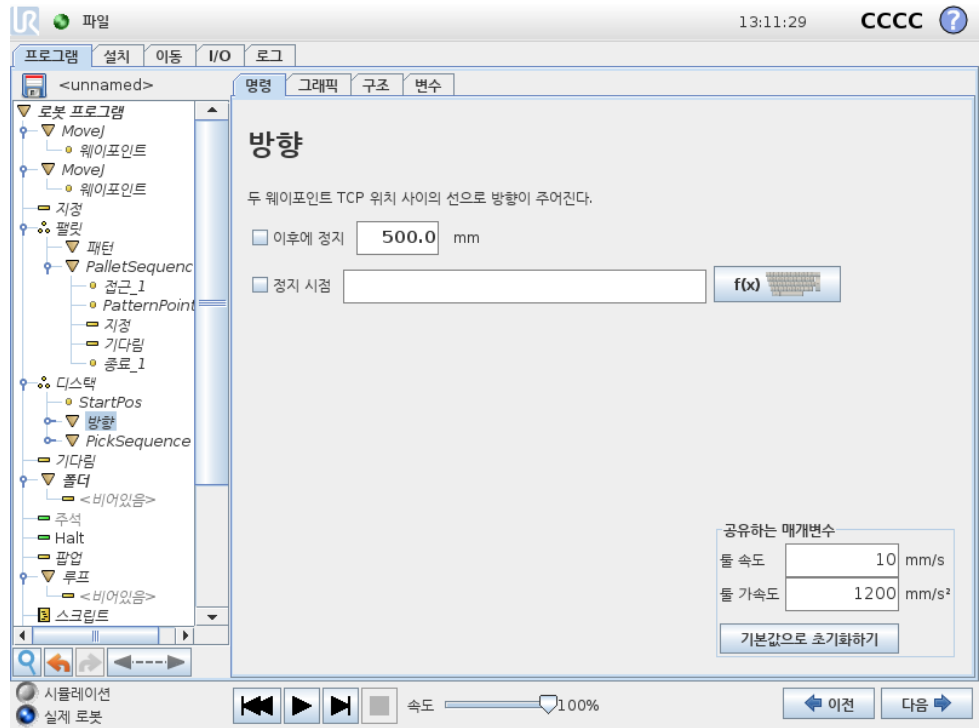 UR 파일 13:11:29 CCCC ?
프로그램 설치 이동 I/O 로그
<unnamed> 명령 그래픽 구조 변수
로봇 프로그램
MoveJ
웨이포인트
MoveJ
웨이포인트
지정
팔릿
패턴
PalletSequenc
접근_1
PatternPoint
지정
기다림
종료_1
디스택
StartPos
방향
PickSequence
기다림
폴더
<비어있음>
주석
Halt
팝업
루프
<비어있음>
스크립트
방향
두 웨이포인트 TCP 위치 사이의 선으로 방향이 주어진다.
이후에 정지 500.0 mm
정지 시점 f(x)
공유하는 매개변수
툴 속도 10 mm/s
툴 가속도 1200 mm/s²
기본값으로 초기화하기
시뮬레이션
실제 로봇
속도 100%
이전 다음